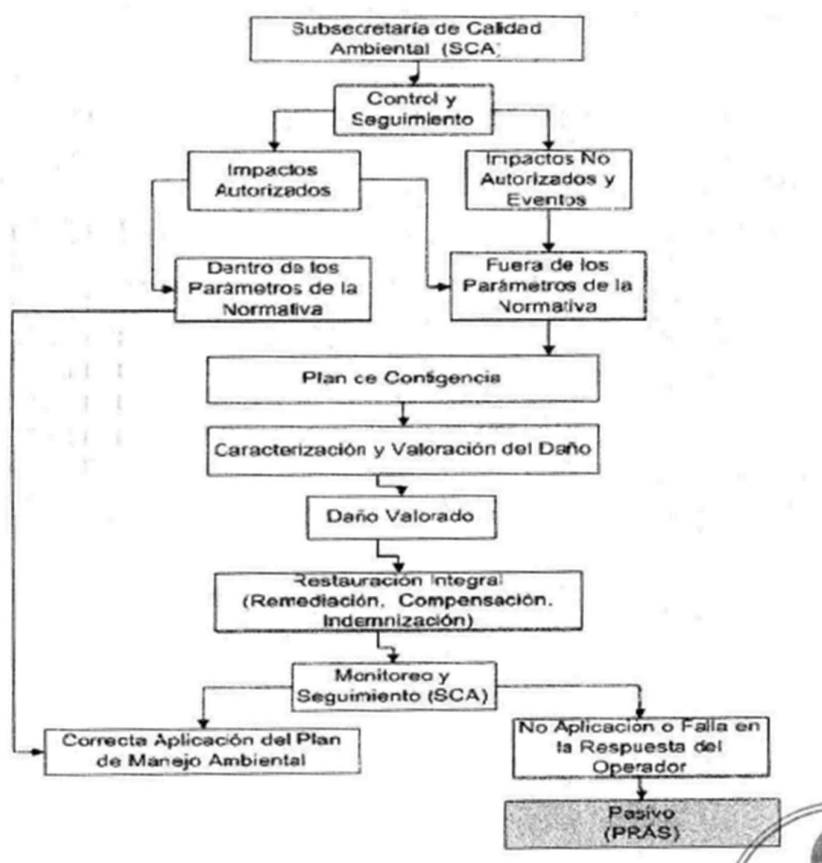 Subsecretaría de Calidad
Ambiental (SCA)
Control y
Seguimiento
Impactos
Autorizados
Impactos No
Autorizados y
Eventos
Dentro de los
Parámetros de la
Normativa
Fuera de los
Parámetros de la
Normativa
Plan de Contigencia
Caracterización y Valoración del Daño
Daño Valorado
Restauración Integral
(Remediación, Compensación,
Indemnización)
Monitoreo y
Seguimiento (SCA)
Correcta Aplicación del Plan
de Manejo Ambiental
No Aplicación o Falla en
la Respuesta del
Operador
Pasivo
(PRAS)